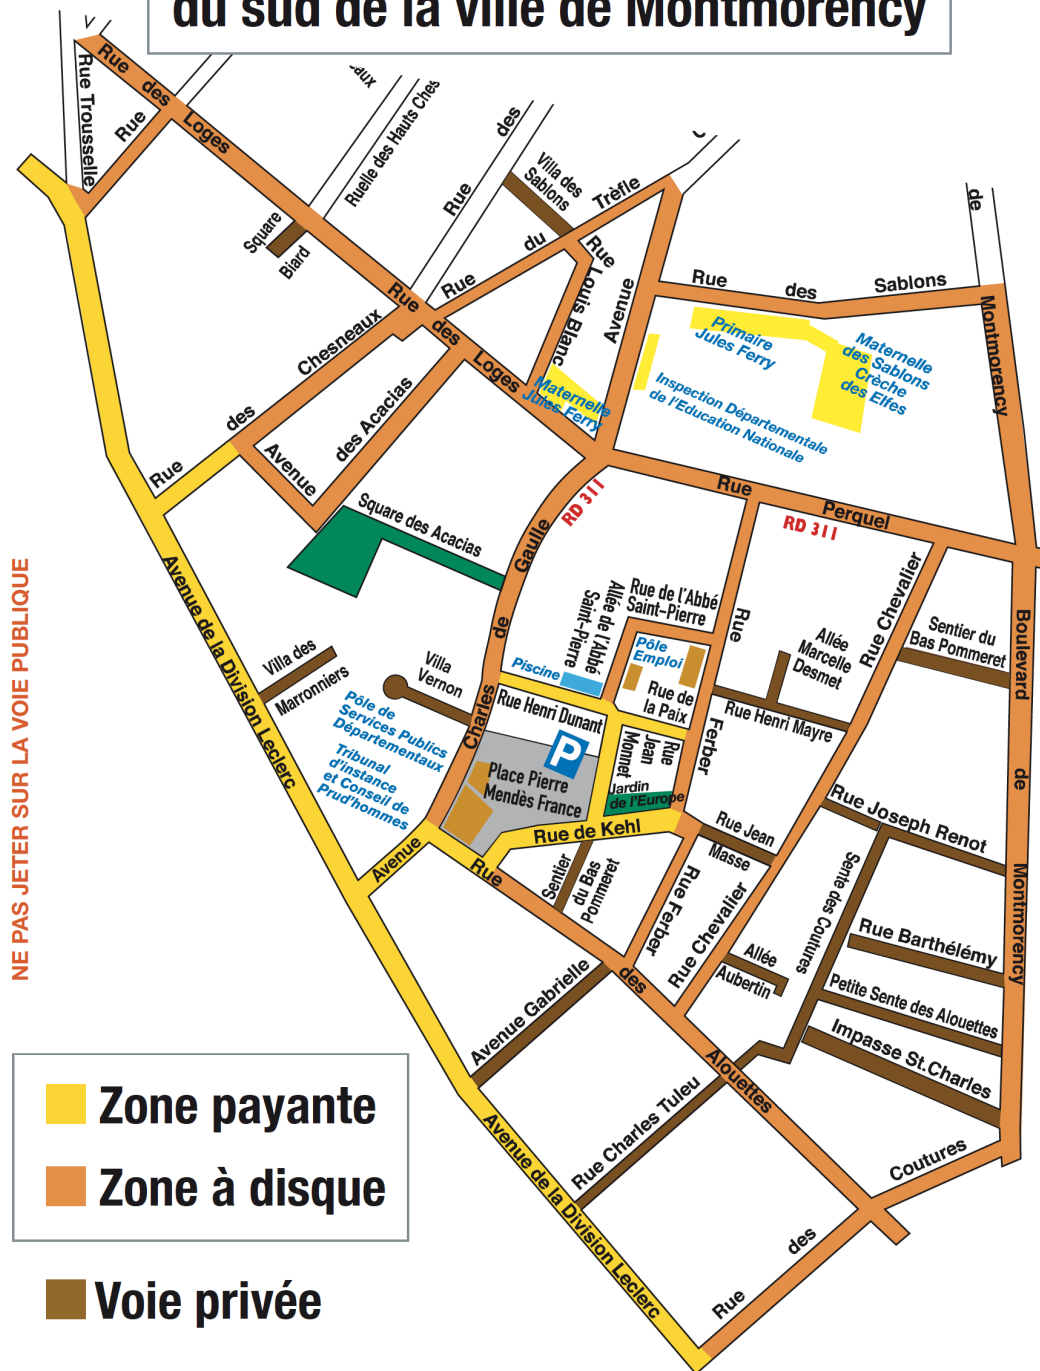 du sud de la Ville de Montmorency
Rue des Loges
Rue Trousselle
Rue
Ruelle des Hauts Ches
Rue des
Villa des
Sablons
Square
Biard
Rue du Trèfle
Rue Louis Blanc
Avenue
Rue des Sablons
de
Montmorency
Primaire
Jules Ferry
Maternelle
des Sablons
Crèche
des Elfes
Inspection Départementale
de l'Education Nationale
Maternelle
Jules Ferry
Rue des Loges
Rue des Chesneaux
Avenue des Acacias
Square des Acacias
RD 311
Rue Perquel
RD 311
Avenue Charles de Gaulle
Rue de l'Abbé
Saint-Pierre
Allée de l'Abbé
Saint-Pierre
Pôle
Emploi
Piscine
Rue de
la Paix
Rue Henri Dunant
Rue
Jean
Monnet
Jardin
de l'Europe
P
Place Pierre
Mendès France
Rue de Kehl
Rue Ferber
Allée
Marcelle
Desmet
Rue Henri Mayre
Rue Chevalier
Sentier du
Bas Pommeret
Boulevard de Montmorency
Villa des
Marronniers
Villa
Vernon
Pôle de
Services Publics
Départementaux
Tribunal
d'instance
et Conseil de
Prud'hommes
Avenue de la Division Leclerc
Rue Jean
Masse
Rue Joseph Renot
Sente des Coutures
Sentier
du Bas
Pommeret
Rue Ferber
Rue Chevalier
Allée
Aubertin
Rue Barthélémy
Petite Sente des Alouettes
Impasse St.Charles
Rue des Alouettes
Avenue Gabrielle
Rue Charles Tuleu
Avenue de la Division Leclerc
Rue des Coutures
NE PAS JETER SUR LA VOIE PUBLIQUE
Zone payante
Zone à disque
Voie privée